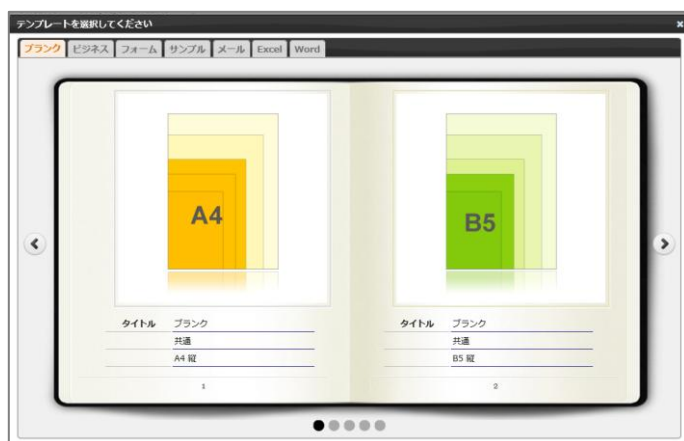 テンプレートを選択してください
ブランク ビジネス フォーム サンプル メール Excel Word
A4
B5
タイトル ブランク
共通
A4 縦
1
タイトル ブランク
共通
B5 縦
2